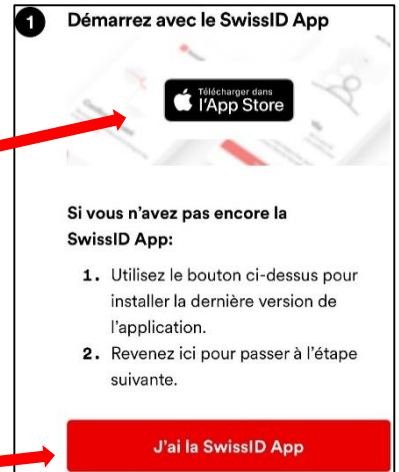 1 Démarrez avec le SwissID App
Télécharger dans
l'App Store
Si vous n'avez pas encore la
SwissID App:
1. Utilisez le bouton ci-dessus pour
installer la dernière version de
l'application.
2. Revenez ici pour passer à l'étape
suivante.
J'ai la SwissID App